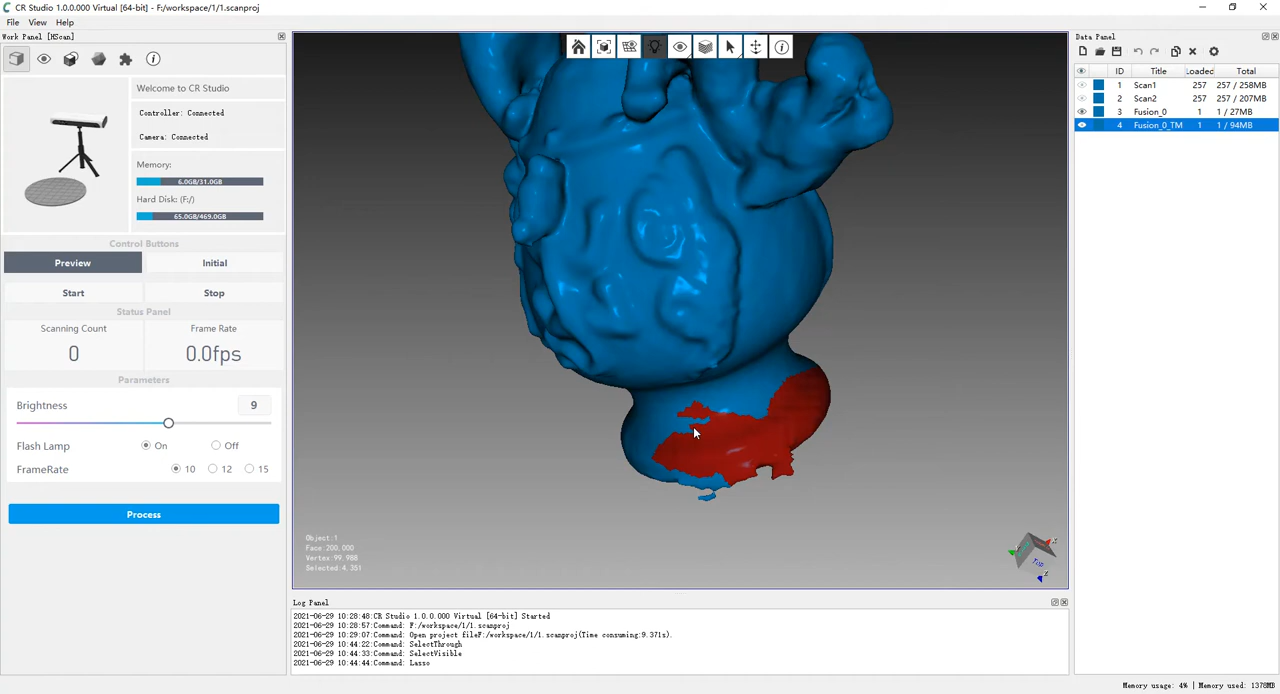 CR Studio 1.0.0.000 Virtual [64-bit] - F:/workspace/1/1.scanproj
File View Help
Work Panel [HScan]
Welcome to CR Studio
Controller: Connected
Camera: Connected
Memory:
6.0GB/31.0GB
Hard Disk: (F:/)
65.0GB/469.0GB
Control Buttons
Preview Initial
Start Stop
Status Panel
Scanning Count Frame Rate
0 0.0fps
Parameters
Brightness 9
Flash Lamp On Off
FrameRate 10 12 15
Process
Object:1
Face:200,000
Vertex:99,988
Selected:4,351
Top
X
Z
Log Panel
2021-06-29 10:28:48:CR Studio 1.0.0.000 Virtual [64-bit] Started
2021-06-29 10:28:57:Command: F:/workspace/1/1.scanproj
2021-06-29 10:29:07:Command: Open project fileF:/workspace/1/1.scanproj(Time consuming:9.371s).
2021-06-29 10:44:22:Command: SelectThrough
2021-06-29 10:44:33:Command: SelectVisible
2021-06-29 10:44:44:Command: Lasso
Data Panel
ID Title Loaded Total
1 Scan1 257 257 / 258MB
2 Scan2 257 257 / 207MB
3 Fusion_0 1 1 / 27MB
4 Fusion_0_TM 1 1 / 94MB
Memory usage: 4% | Memory used: 1378MB